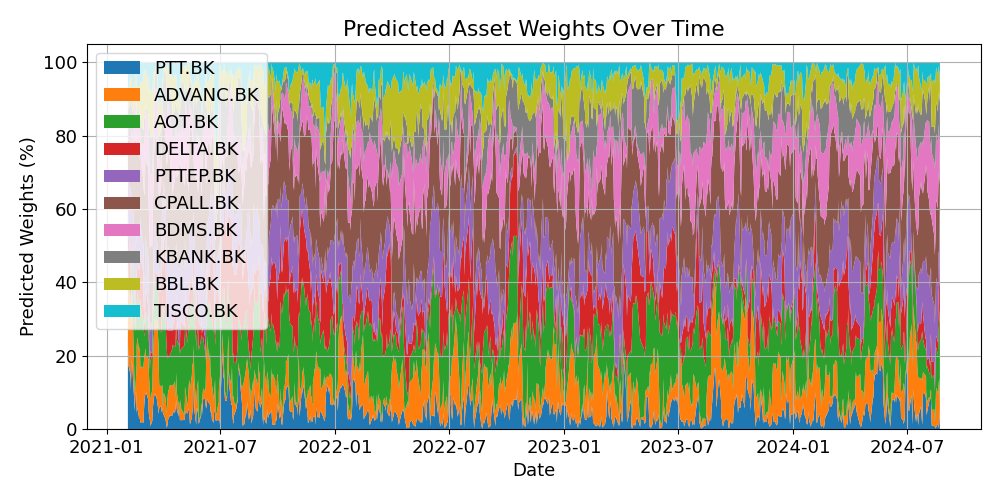 Predicted Asset Weights Over Time
100
80
60
40
20
0
Predicted Weights (%)
PTT.BK
ADVANC.BK
AOT.BK
DELTA.BK
PTTEP.BK
CPALL.BK
BDMS.BK
KBANK.BK
BBL.BK
TISCO.BK
2021-01 2021-07 2022-01 2022-07 2023-01 2023-07 2024-01 2024-07
Date